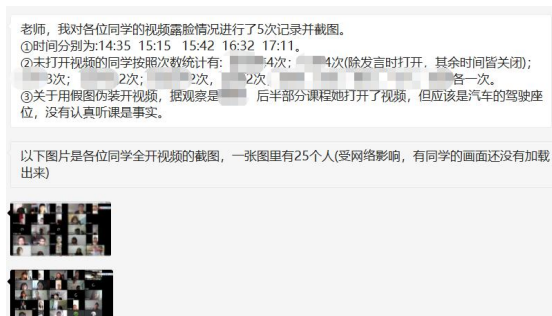 老师，我对各位同学的视频露脸情况进行了5次记录并截图。
①时间分别为:14:35 15:15 15:42 16:32 17:11。
②未打开视频的同学按照次数统计有: 4次; 4次(除发言时打开，其余时间皆关闭);
3次; 2次; 2次, 2次, 各一次。
③关于用假图伪装开视频，据观察是 后半部分课程她打开了视频，但应该是汽车的驾驶座
位，没有认真听课是事实。
以下图片是各位同学全开视频的截图，一张图里有25个人(受网络影响，有同学的画面还没有加载
出来)